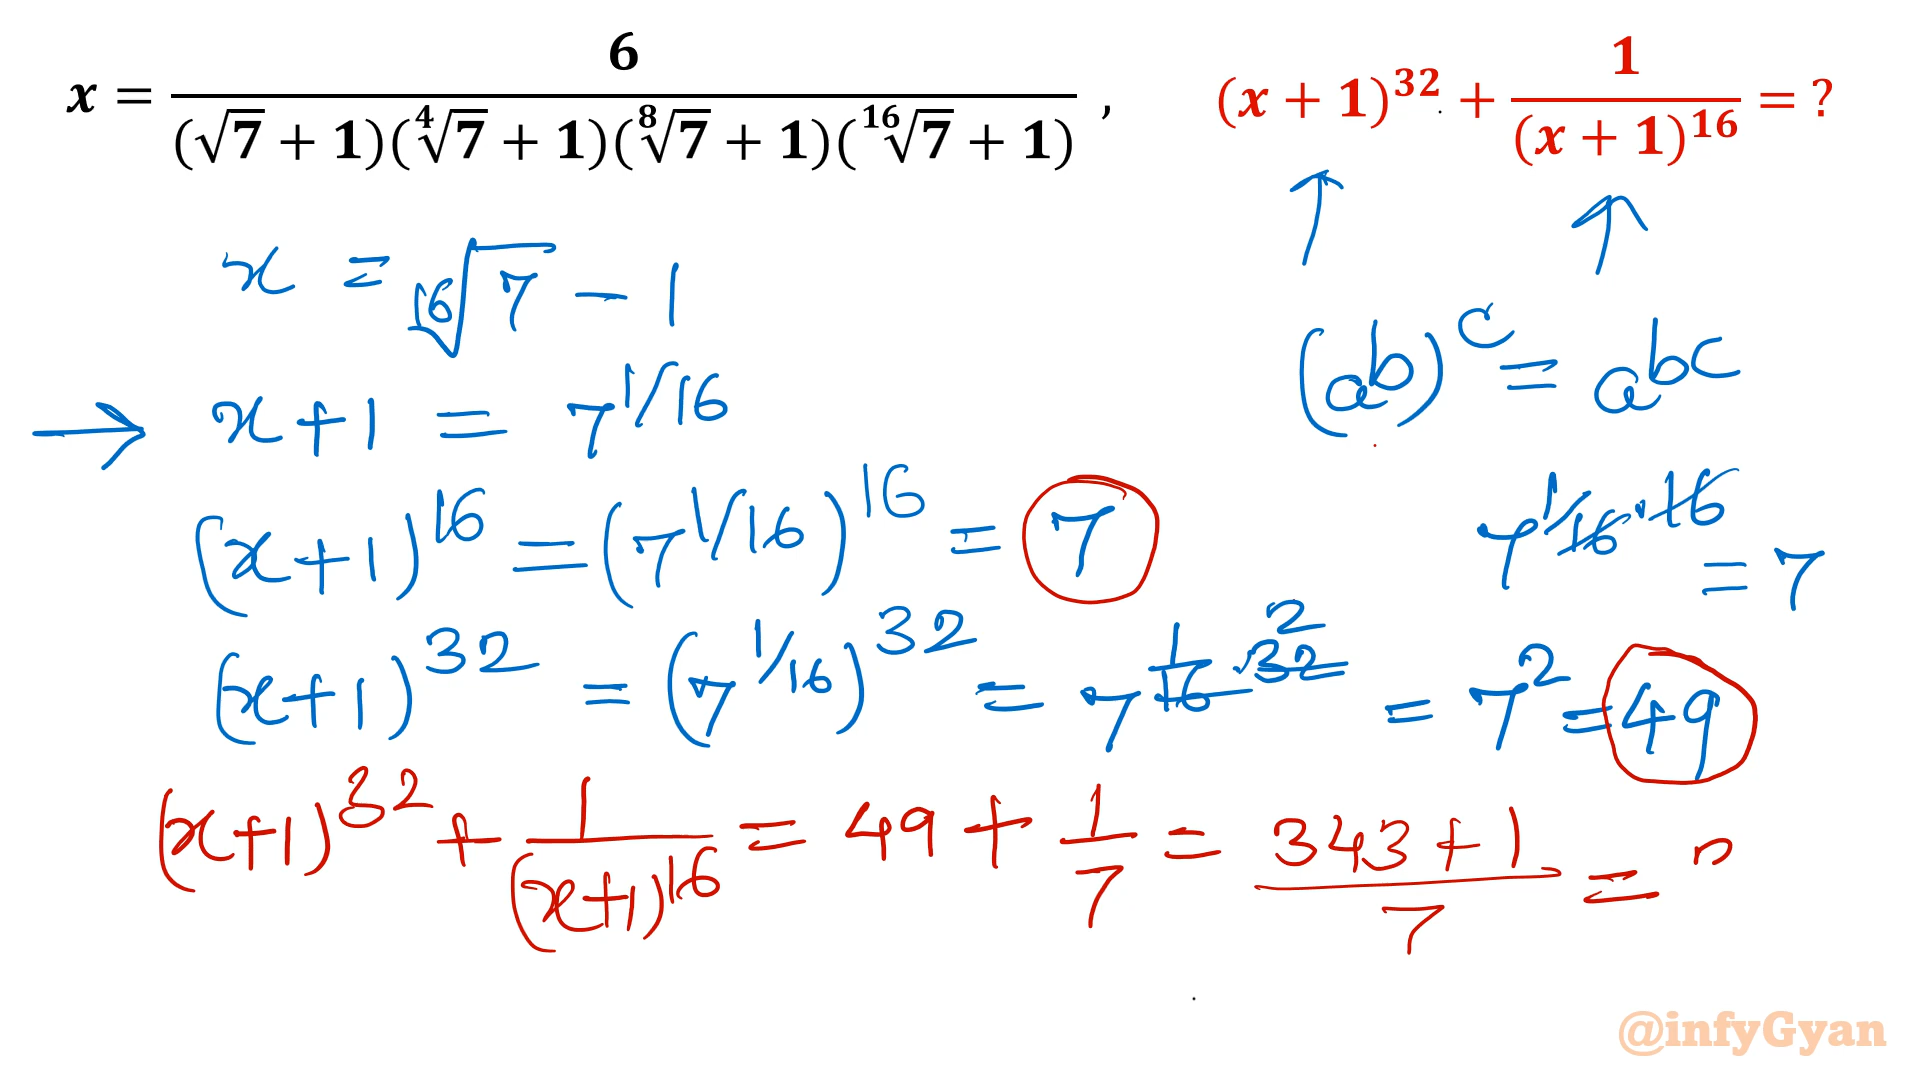 x = 6 / ((√7 + 1)(∜7 + 1)(⁸√7 + 1)(¹⁶√7 + 1)) , (x + 1)³² + 1 / (x + 1)¹⁶ = ?
x = ¹⁶√7 − 1
(aᵇ)ᶜ = aᵇᶜ
→ x+1 = 7^(1/16)
(x+1)^16 = (7^(1/16))^16 = 7
7^(1/16 · 16) = 7
(x+1)^32 = (7^(1/16))^32 = 7^(1/16 · 32) 2 = 7² = 49
(x+1)^32 + 1/(x+1)^16 = 49 + 1/7 = (343 + 1)/7 =
@infyGyan